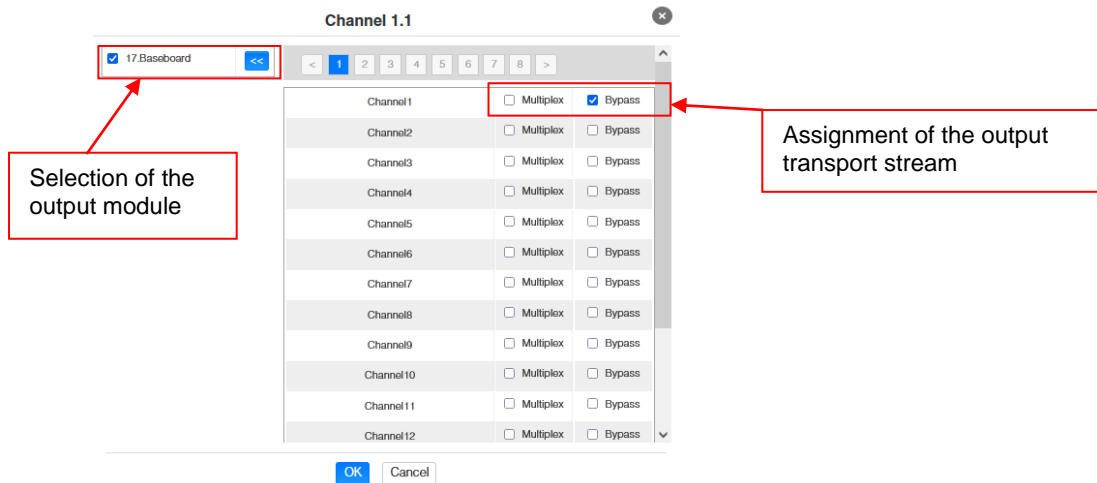 Channel 1.1
17.Baseboard <<
< 1 2 3 4 5 6 7 8 >
Channel1 Multiplex Bypass
Channel2 Multiplex Bypass
Channel3 Multiplex Bypass
Channel4 Multiplex Bypass
Channel5 Multiplex Bypass
Channel6 Multiplex Bypass
Channel7 Multiplex Bypass
Channel8 Multiplex Bypass
Channel9 Multiplex Bypass
Channel10 Multiplex Bypass
Channel11 Multiplex Bypass
Channel12 Multiplex Bypass
OK Cancel
Selection of the
output module
Assignment of the output
transport stream